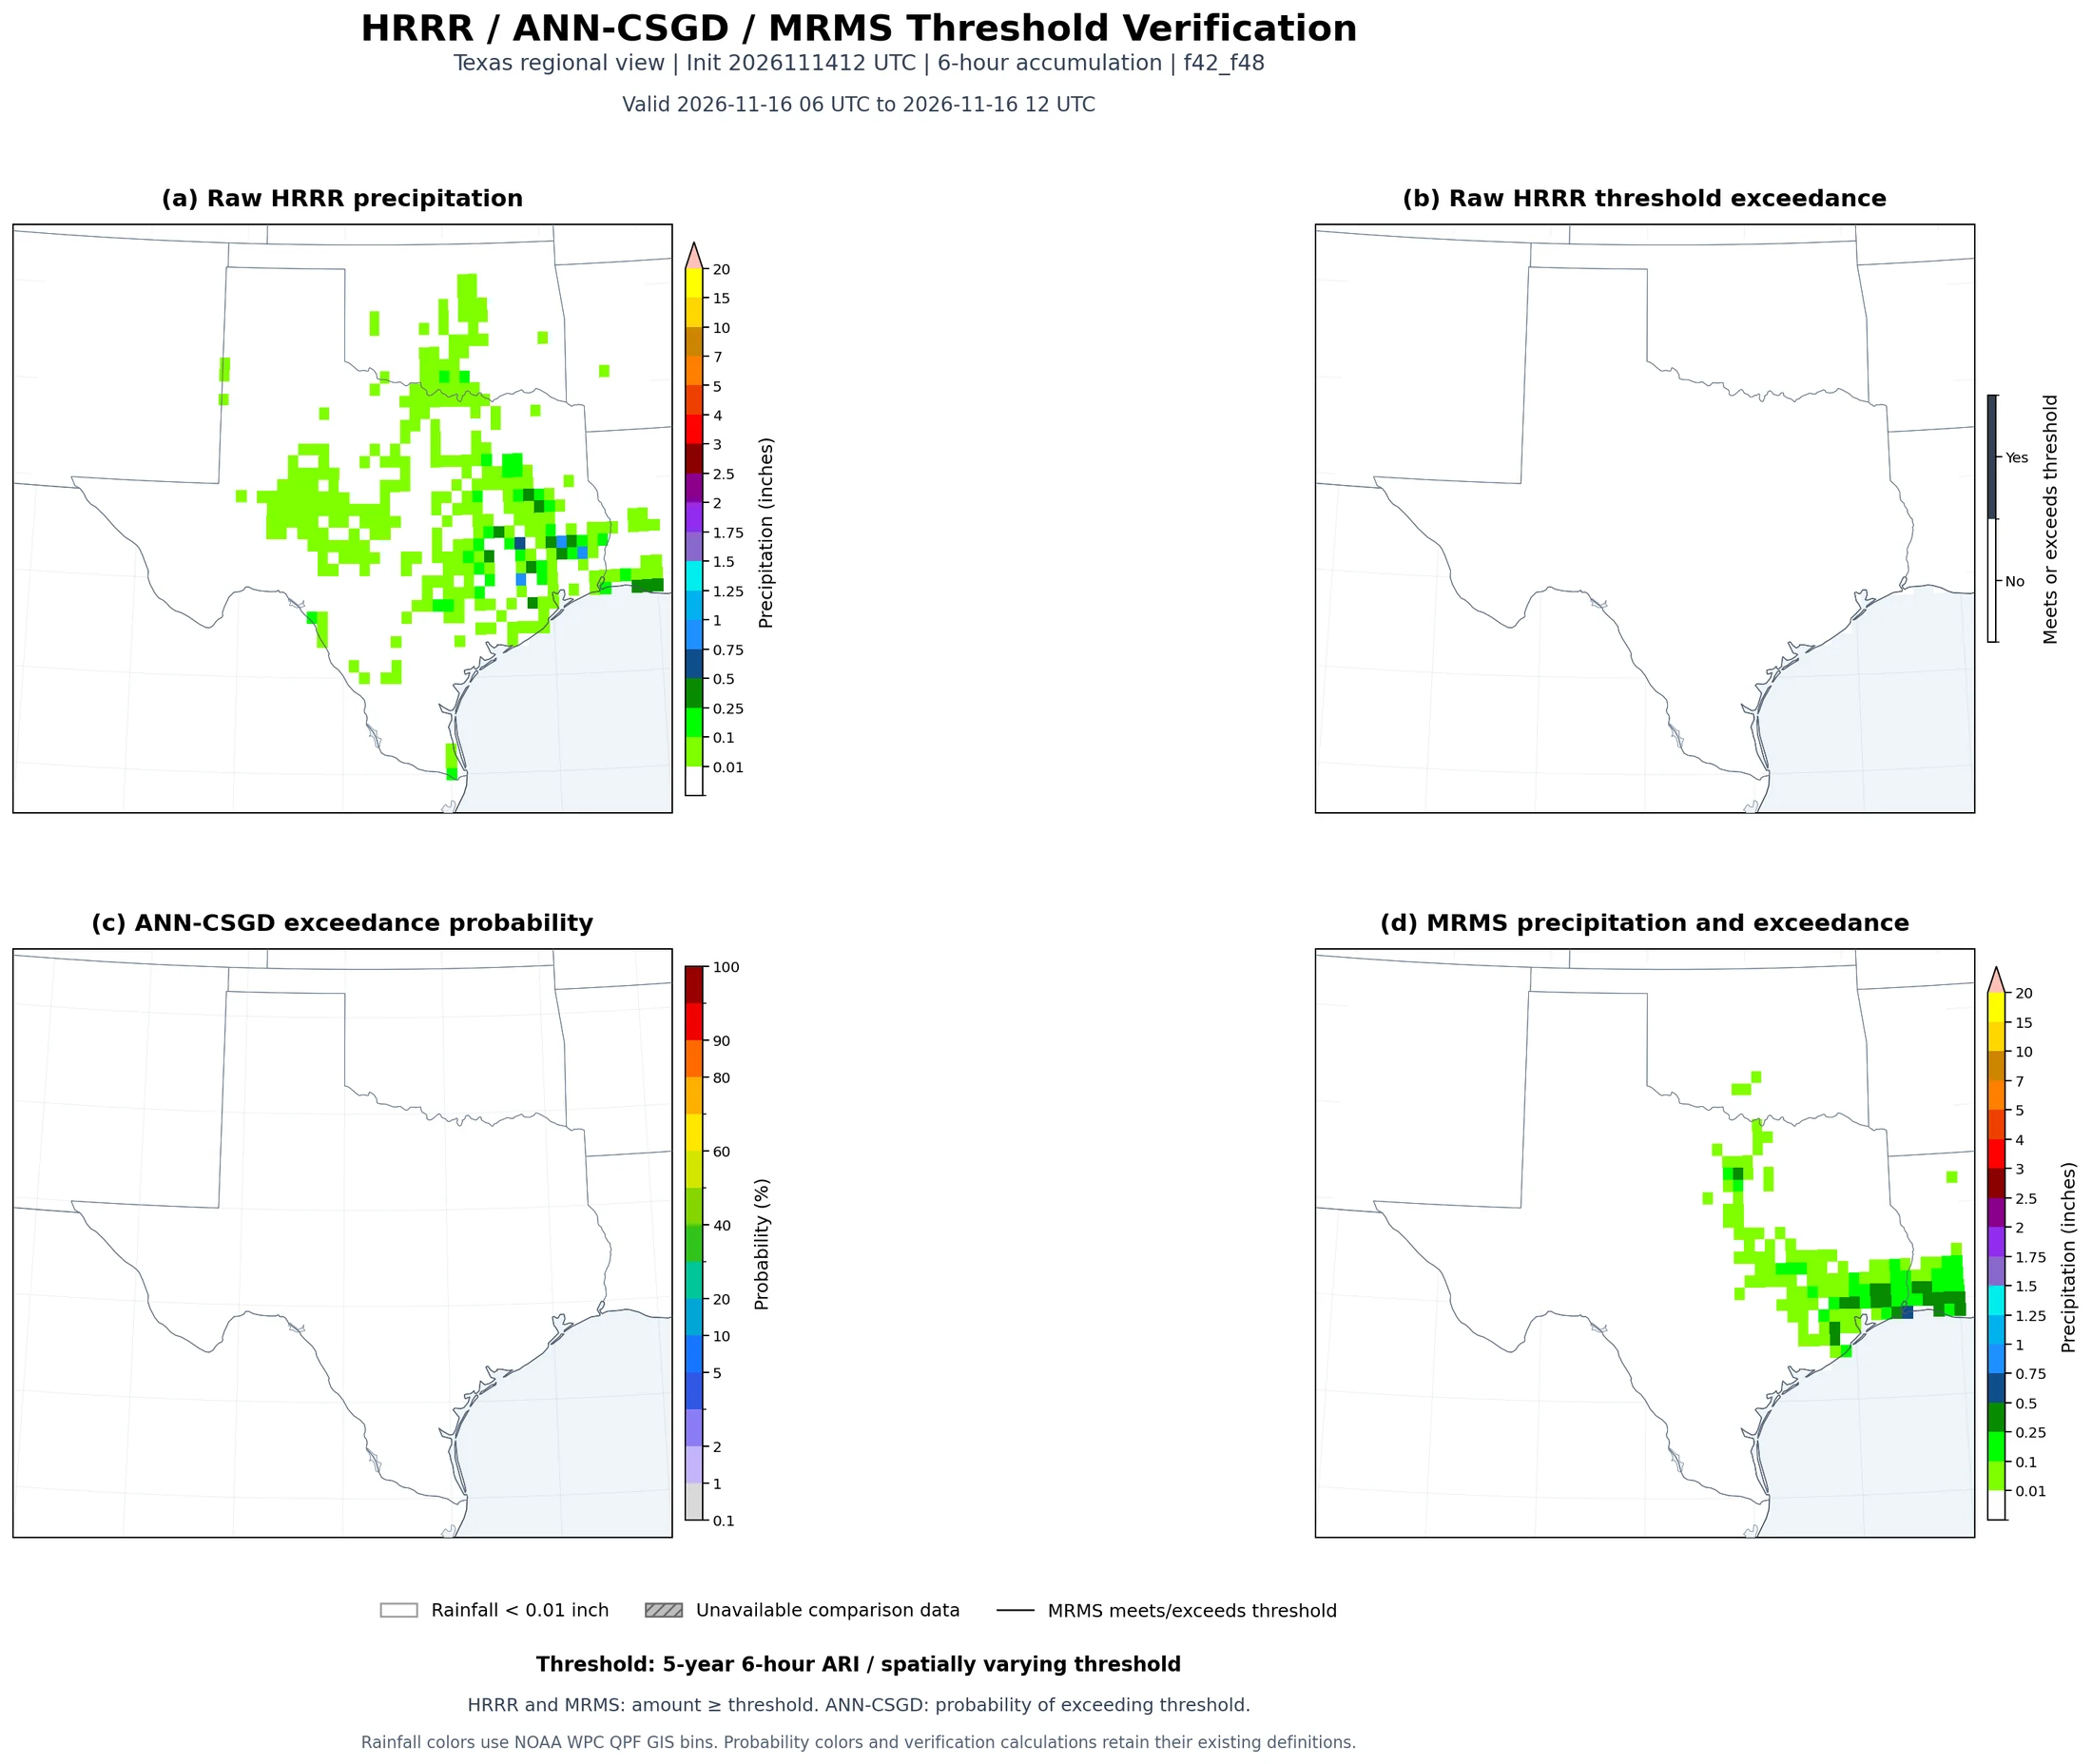 HRRR / ANN-CSGD / MRMS Threshold Verification
Texas regional view | Init 2026111412 UTC | 6-hour accumulation | f42_f48
Valid 2026-11-16 06 UTC to 2026-11-16 12 UTC
(a) Raw HRRR precipitation
20
15
10
7
5
4
3
2.5
2
1.75
1.5
1.25
1
0.75
0.5
0.25
0.1
0.01
Precipitation (inches)
(b) Raw HRRR threshold exceedance
Yes
No
Meets or exceeds threshold
(c) ANN-CSGD exceedance probability
100
90
80
60
40
20
10
5
2
1
0.1
Probability (%)
(d) MRMS precipitation and exceedance
20
15
10
7
5
4
3
2.5
2
1.75
1.5
1.25
1
0.75
0.5
0.25
0.1
0.01
Precipitation (inches)
Rainfall < 0.01 inch
Unavailable comparison data
MRMS meets/exceeds threshold
Threshold: 5-year 6-hour ARI / spatially varying threshold
HRRR and MRMS: amount ≥ threshold. ANN-CSGD: probability of exceeding threshold.
Rainfall colors use NOAA WPC QPF GIS bins. Probability colors and verification calculations retain their existing definitions.